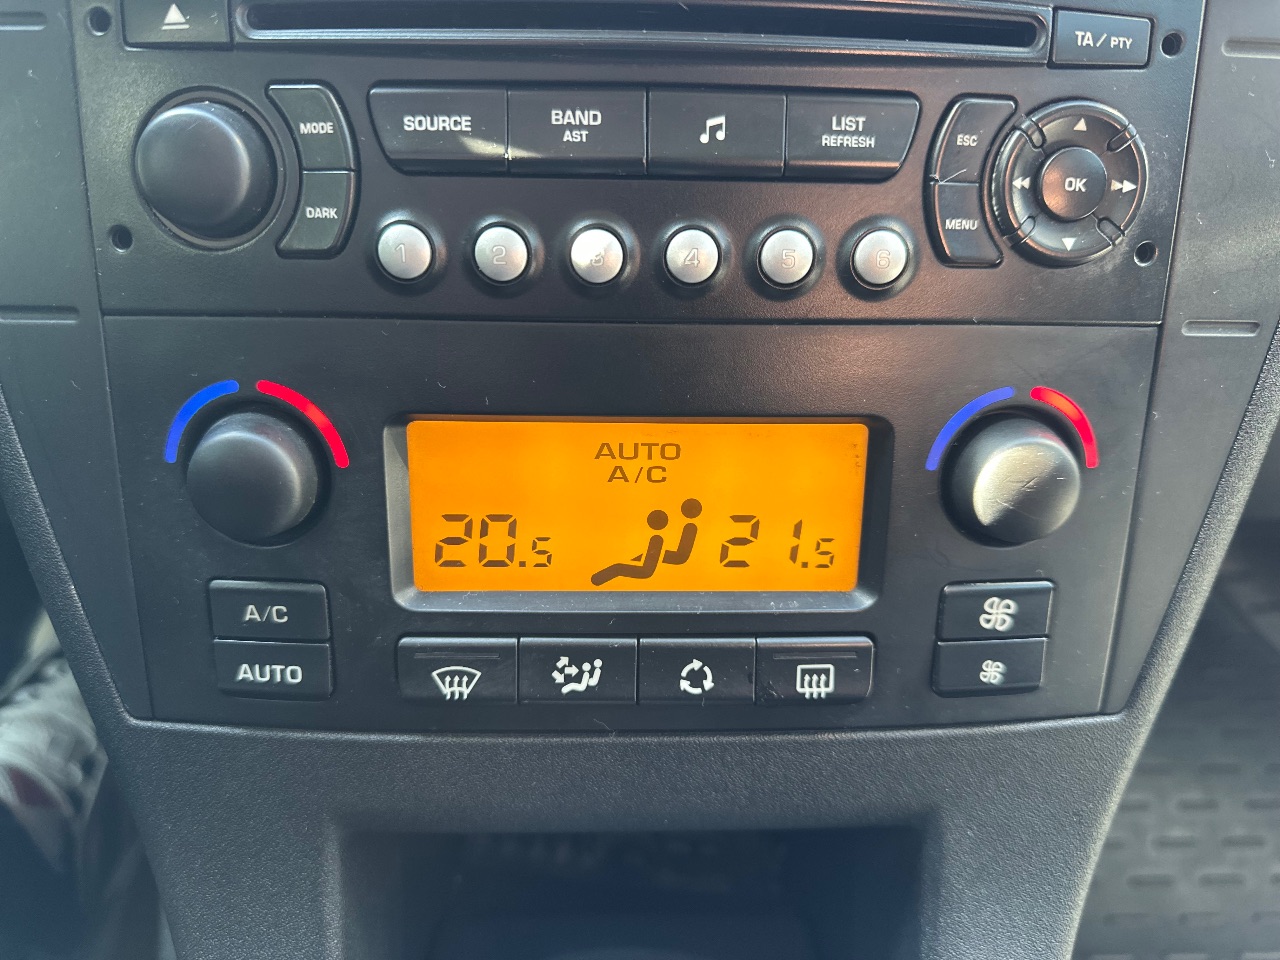 TA / PTY
MODE
SOURCE
BAND
AST
LIST
REFRESH
ESC
OK
DARK
MENU
1 2 3 4 5 6
AUTO
A/C
20.5 21.5
A/C
AUTO